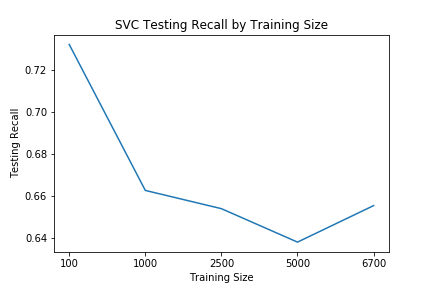 SVC Testing Recall by Training Size
0.72
0.70
0.68
0.66
0.64
Testing Recall
100 1000 2500 5000 6700
Training Size